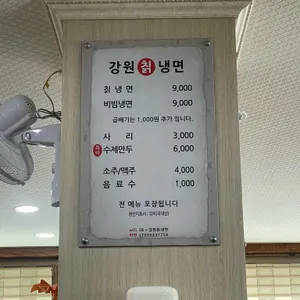 강원 칡 냉면
칡 냉 면 9,000
비빔냉면 9,000
곱빼기는 1,000원 추가 입니다.
사 리 3,000
수제만두 6,000
소주/맥주 4,000
음 료 수 1,000
전 메뉴 포장됩니다